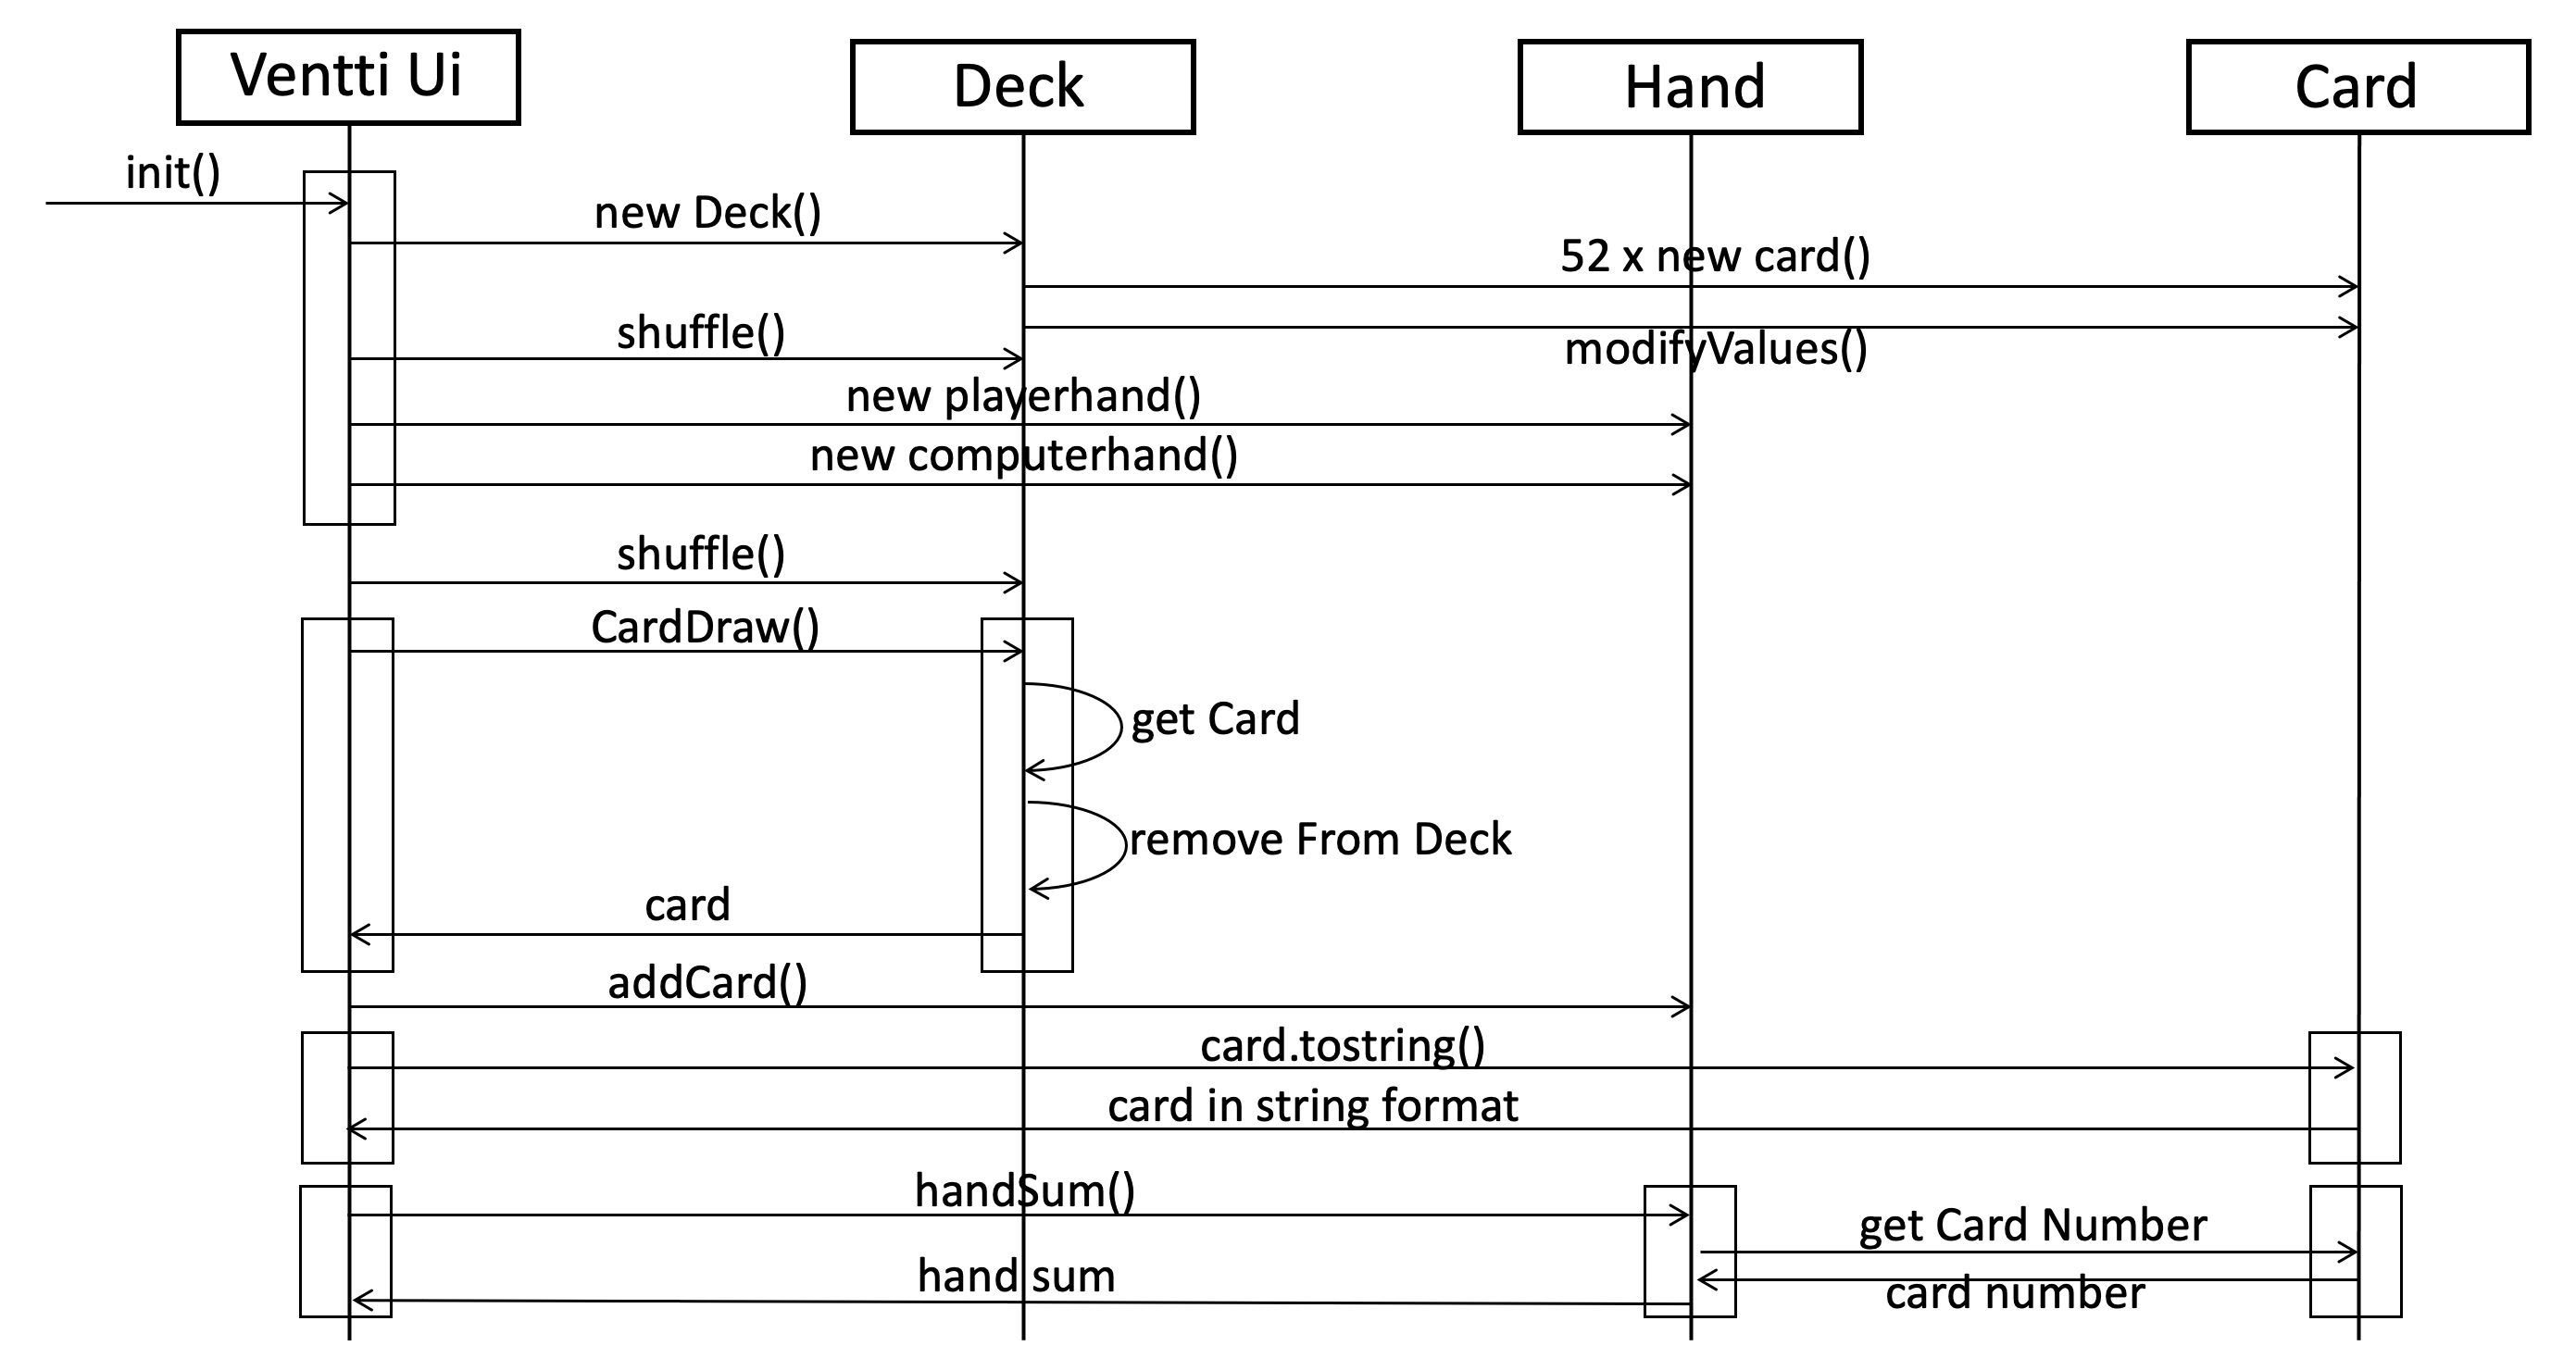 Ventti Ui
Deck
Hand
Card
init()
new Deck()
52 x new card()
shuffle()
modifyValues()
new playerhand()
new computerhand()
shuffle()
CardDraw()
get Card
remove From Deck
card
addCard()
card.tostring()
card in string format
handSum()
get Card Number
hand sum
card number